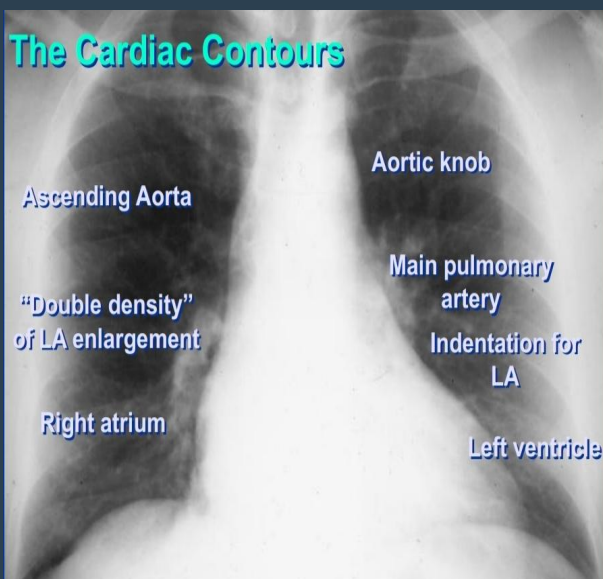 The Cardiac Contours
Aortic knob
Ascending Aorta
Main pulmonary
artery
“Double density”
of LA enlargement
Indentation for
LA
Right atrium
Left ventricle